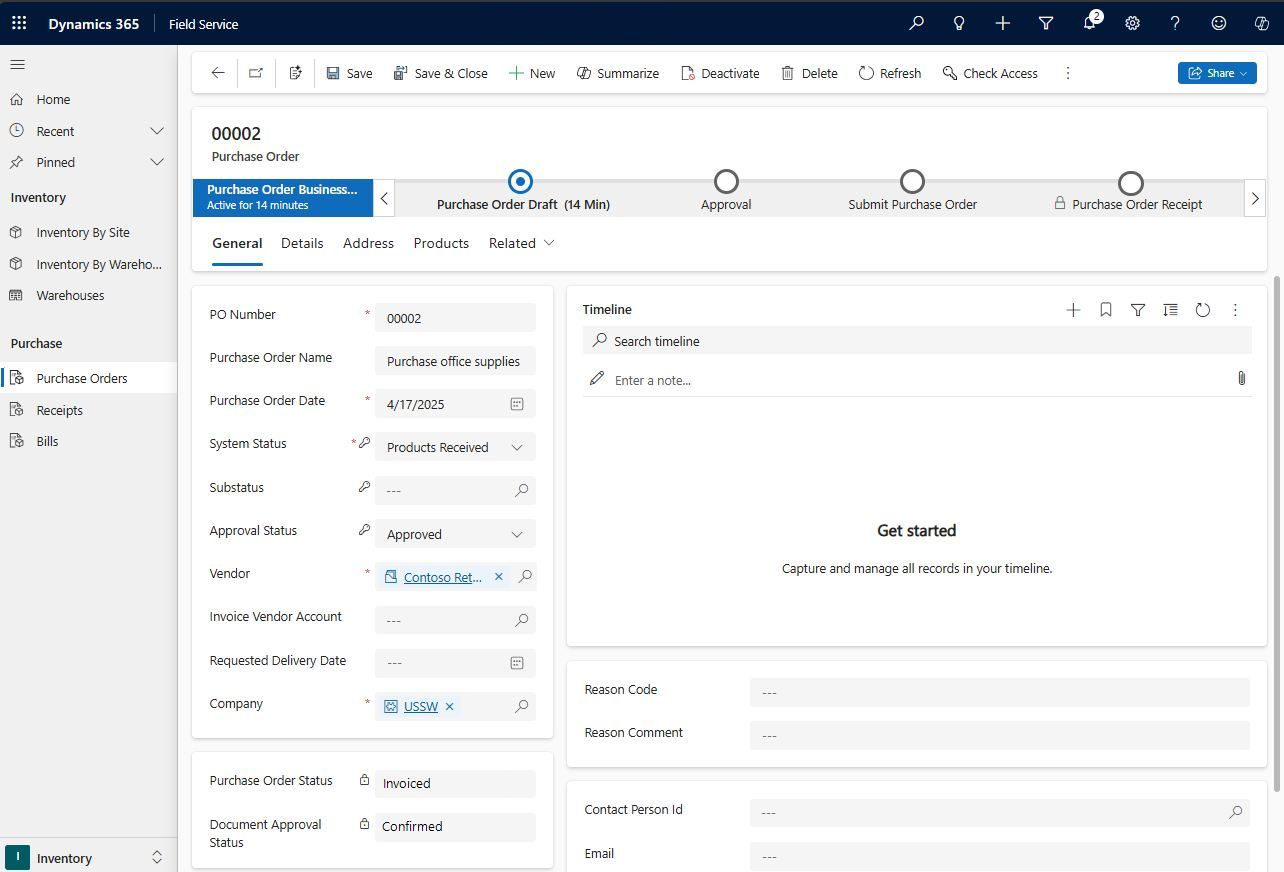 Dynamics 365
Field Service
2
Home
Recent
Pinned
Inventory
Inventory By Site
Inventory By Wareho...
Warehouses
Purchase
Purchase Orders
Receipts
Bills
I
Inventory
Save
Save & Close
New
Summarize
Deactivate
Delete
Refresh
Check Access
Share
00002
Purchase Order
Purchase Order Business...
Active for 14 minutes
Purchase Order Draft (14 Min)
Approval
Submit Purchase Order
Purchase Order Receipt
General
Details
Address
Products
Related
PO Number * 00002
Purchase Order Name Purchase office supplies
Purchase Order Date * 4/17/2025
System Status * Products Received
Substatus ---
Approval Status Approved
Vendor * Contoso Ret...
Invoice Vendor Account ---
Requested Delivery Date ---
Company * USSW
Purchase Order Status Invoiced
Document Approval
Status
Confirmed
Timeline
Search timeline
Enter a note...
Get started
Capture and manage all records in your timeline.
Reason Code ---
Reason Comment ---
Contact Person Id ---
Email ---